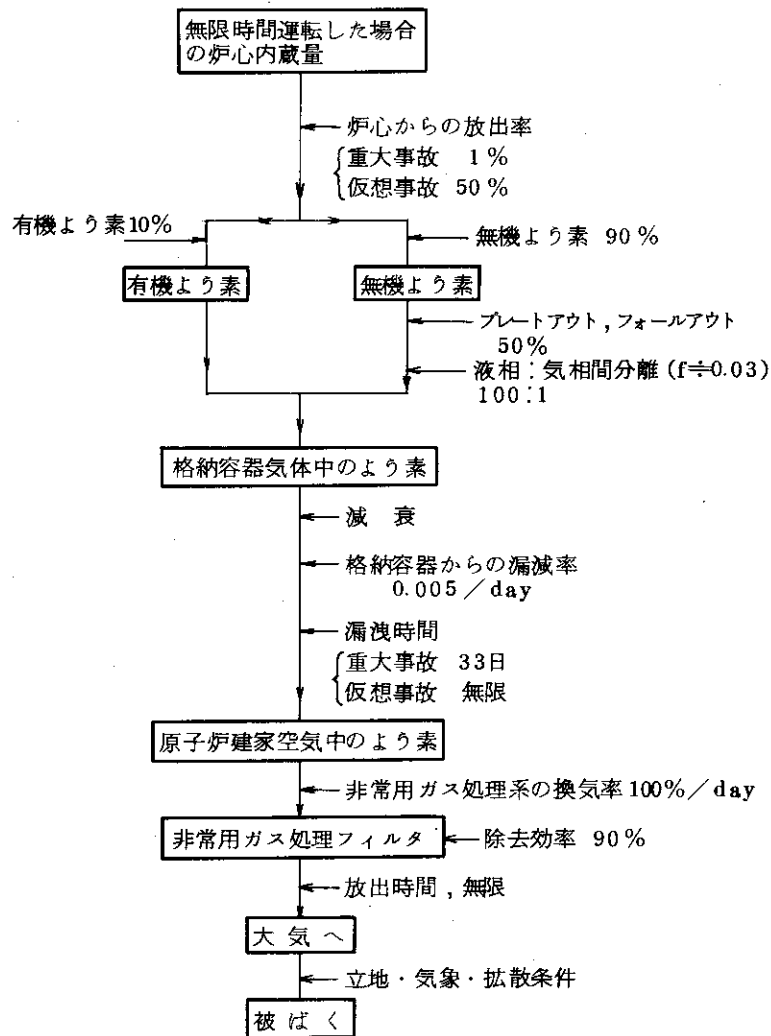 無限時間運転した場合
の炉心内蔵量
炉心からの放出率
重大事故 1%
仮想事故 50%
有機よう素10%
無機よう素 90%
有機よう素
無機よう素
プレートアウト,フォールアウト
50%
液相:気相間分離(f≑0.03)
100:1
格納容器気体中のよう素
減 衰
格納容器からの漏減率
0.005/day
漏洩時間
重大事故 33日
仮想事故 無限
原子炉建家空気中のよう素
非常用ガス処理系の換気率100%/day
非常用ガス処理フィルタ
除去効率 90%
放出時間,無限
大気へ
立地・気象・拡散条件
被ばく